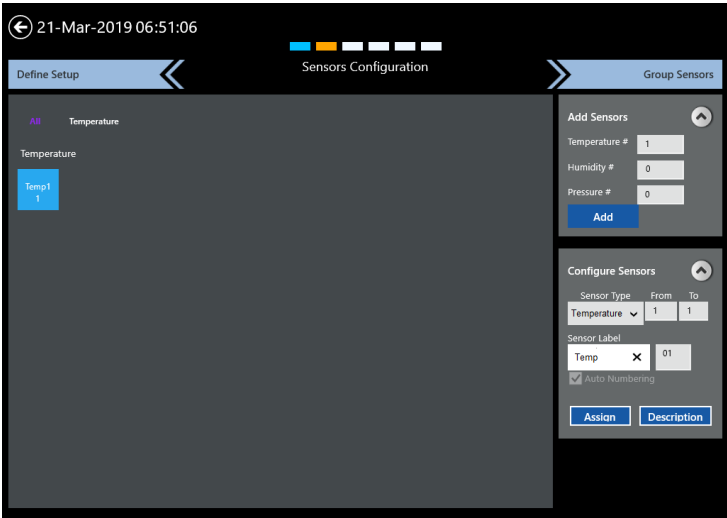 21-Mar-2019 06:51:06
Sensors Configuration
Define Setup
Group Sensors
All Temperature
Temperature
Temp1
1
Add Sensors
Temperature # 1
Humidity # 0
Pressure # 0
Add
Configure Sensors
Sensor Type From To
Temperature 1 1
Sensor Label
Temp 01
Auto Numbering
Assign Description